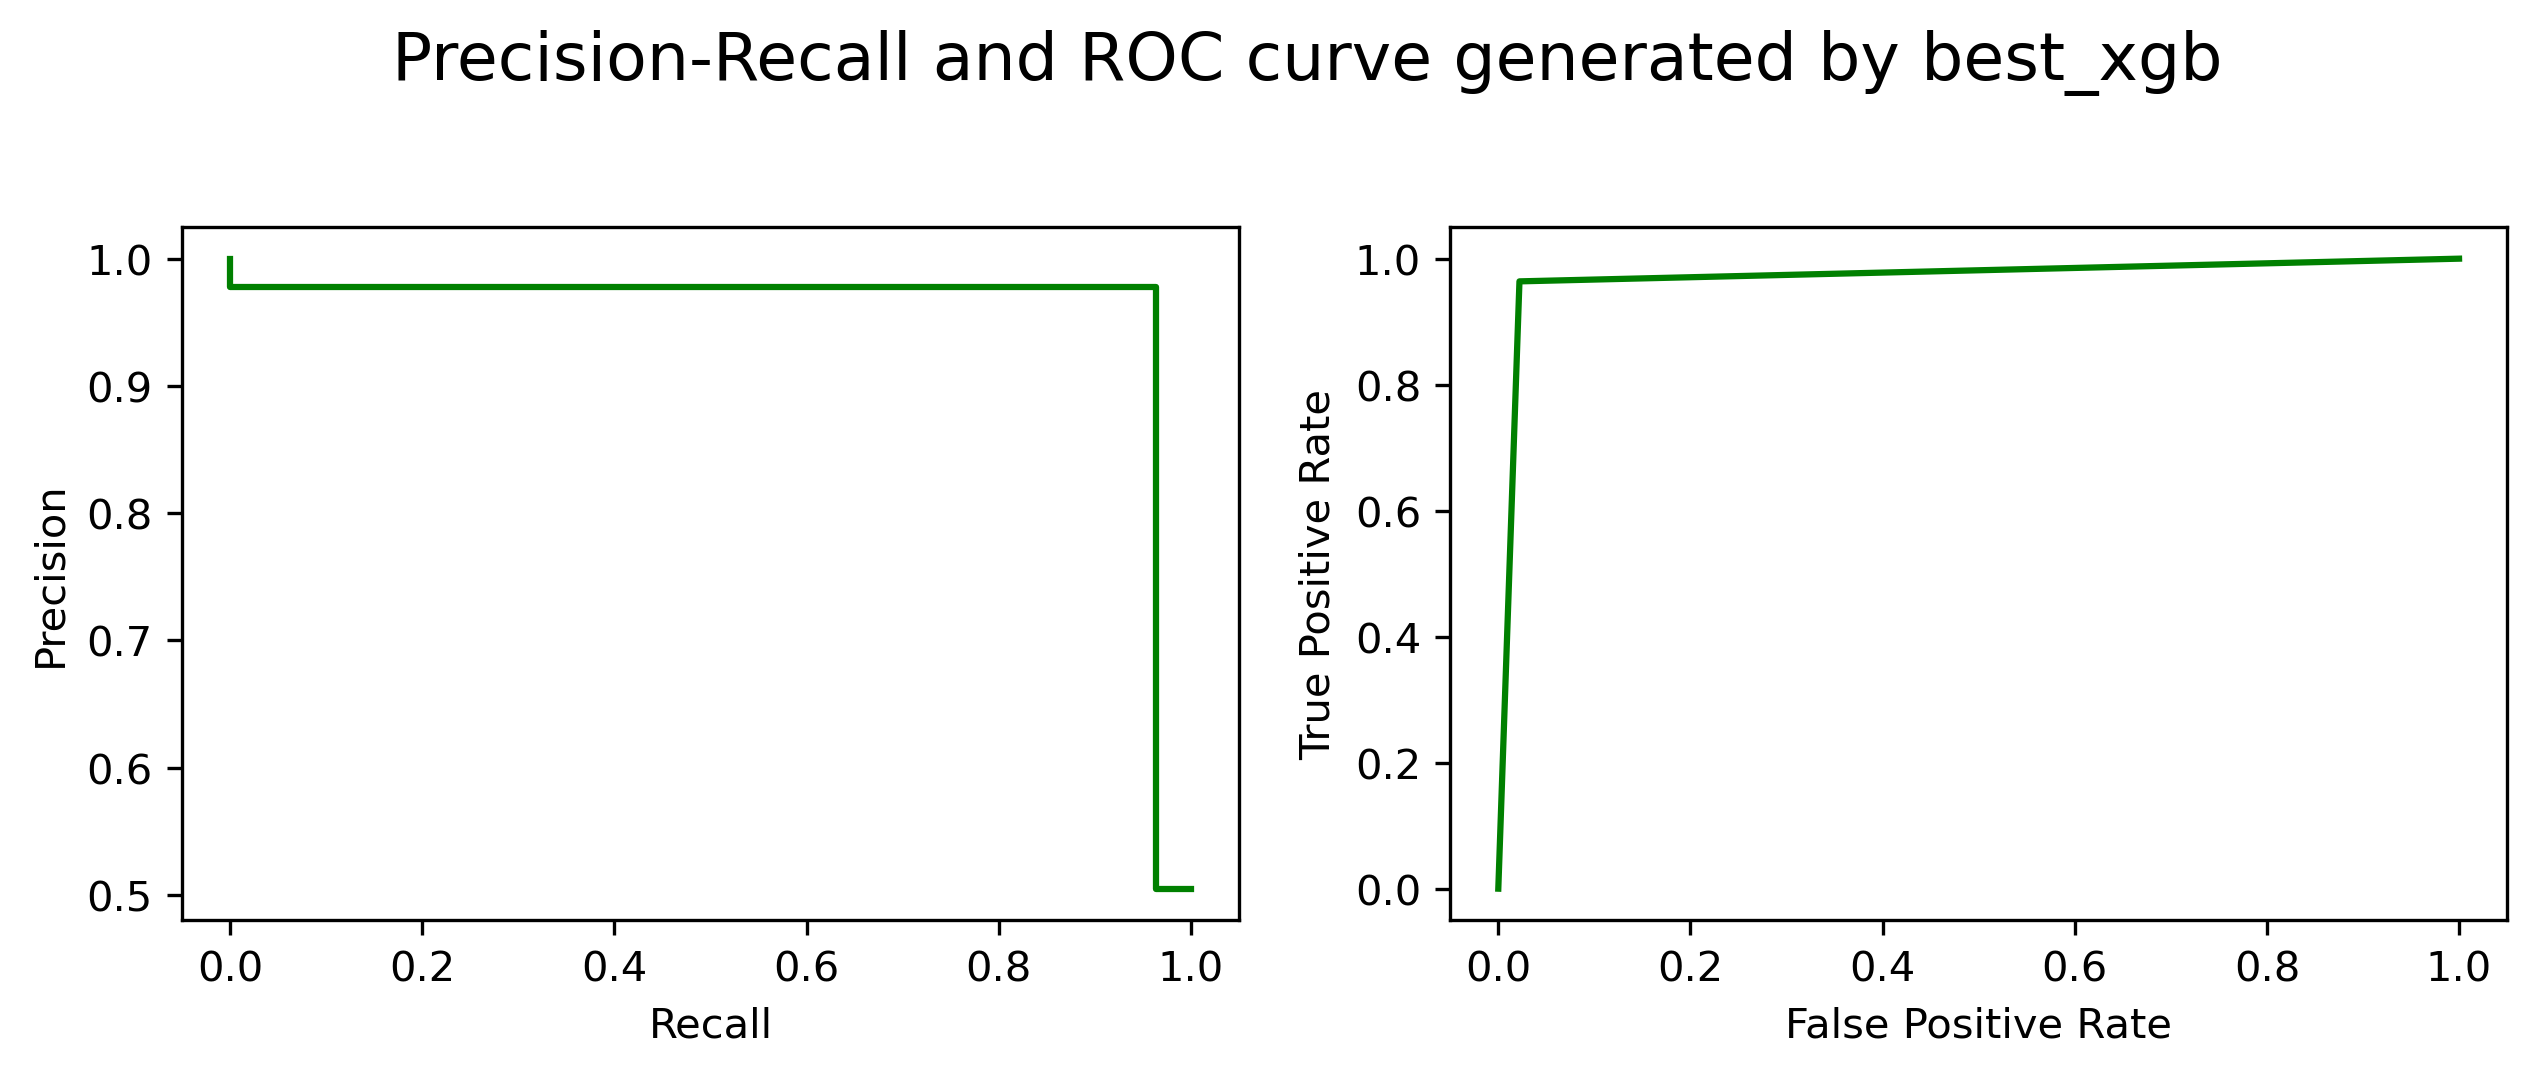 Precision-Recall and ROC curve generated by best_xgb
Precision
1.0
0.9
0.8
0.7
0.6
0.5
0.0 0.2 0.4 0.6 0.8 1.0
Recall
True Positive Rate
1.0
0.8
0.6
0.4
0.2
0.0
0.0 0.2 0.4 0.6 0.8 1.0
False Positive Rate